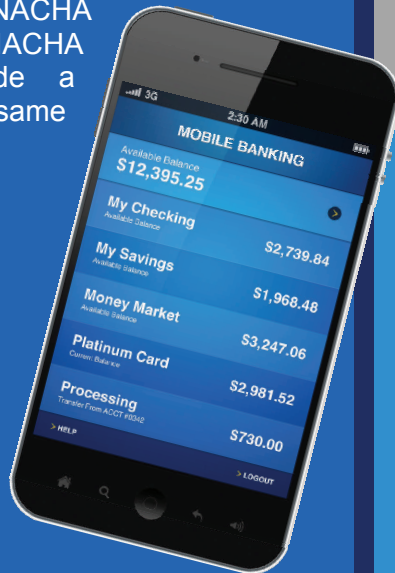 NACHA
NACHA
de a
same
3G
2:30 AM
MOBILE BANKING
Available Balance
$12,395.25
My Checking
Available Balance
$2,739.84
My Savings
Available Balance
$1,968.48
Money Market
Available Balance
$3,247.06
Platinum Card
Current Balance
$2,981.52
Processing
Transfer From ACCT #0042
$730.00
> HELP
> LOGOUT